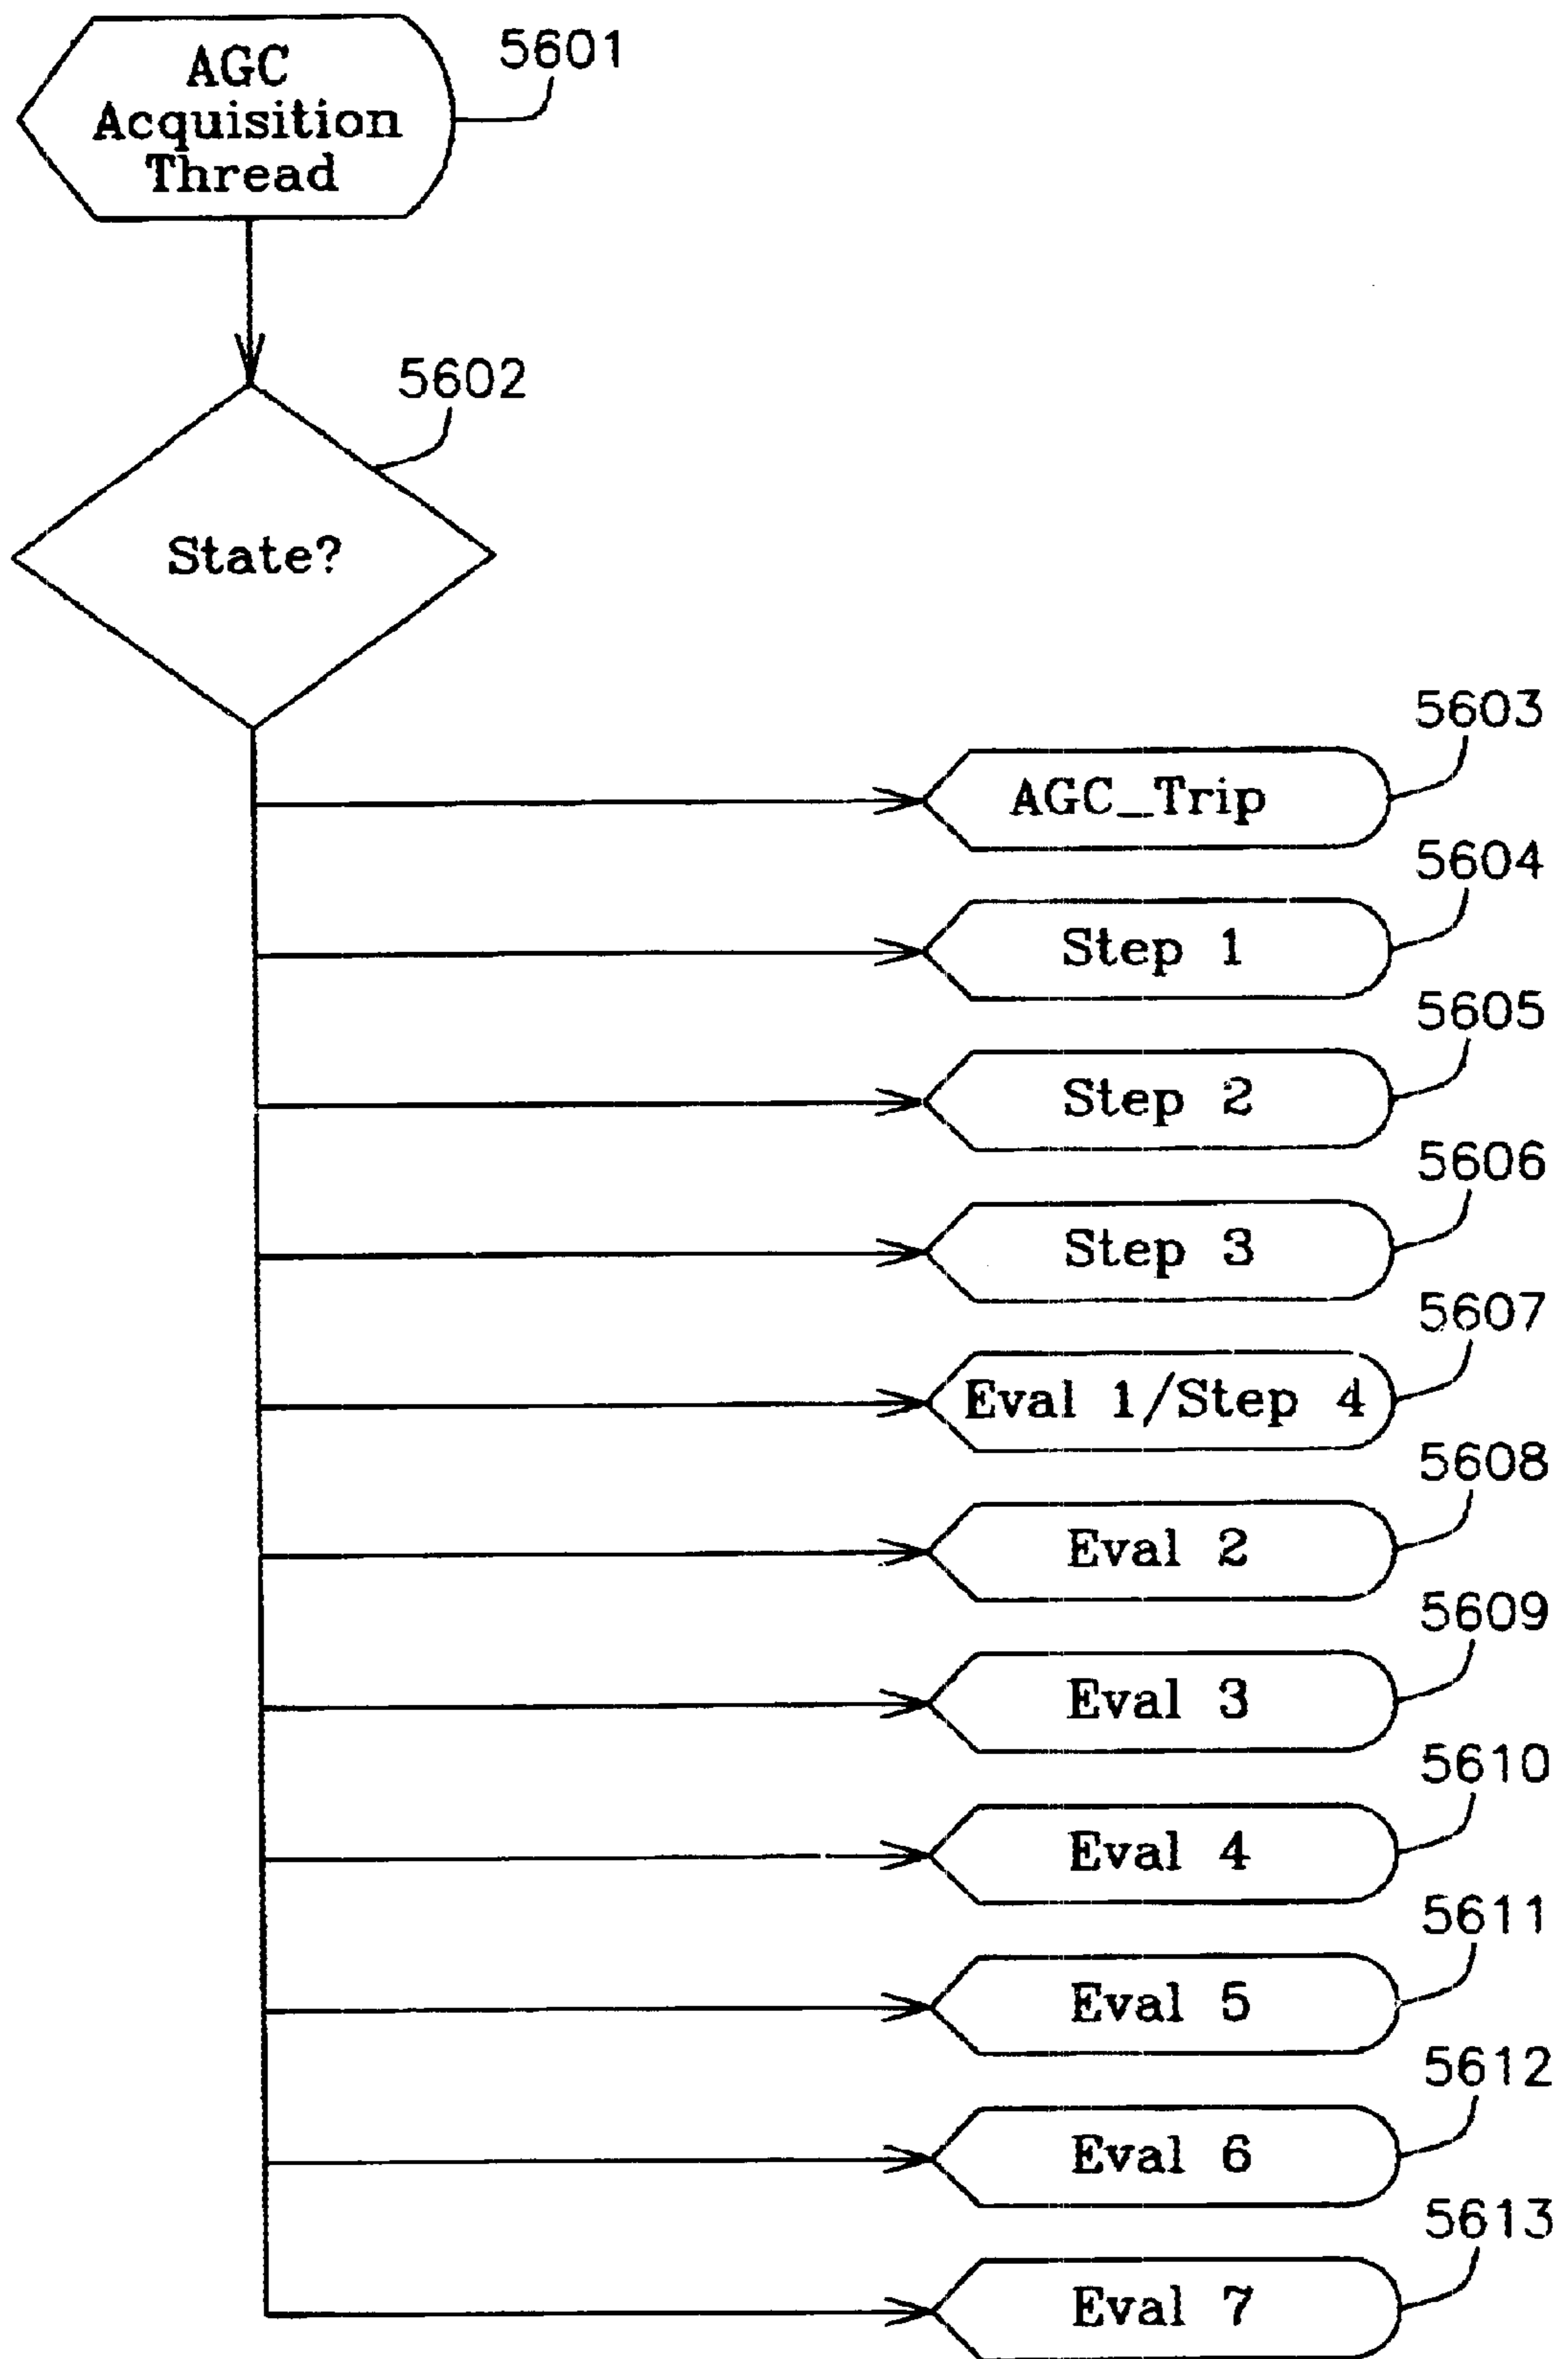 AGC
Acquisition
Thread
5601
5602
State?
5603
AGC_Trip
5604
Step 1
5605
Step 2
5606
Step 3
5607
Eval 1/Step 4
5608
Eval 2
5609
Eval 3
5610
Eval 4
5611
Eval 5
5612
Eval 6
5613
Eval 7